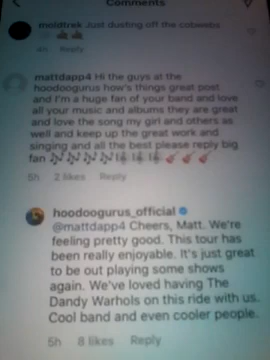 Comments
moldtrek Just dusting off the cobwebs
4h Reply
mattdapp4 Hi the guys at the
hoodoogurus how's things great post
and I'm a huge fan of your band and love
all your music and albums they are great
and love the song my girl and others as
well and keep up the great work and
singing and all the best please reply big
fan 🎶🎶🎶🎶🎼🎼🎼🎸🎸🎸
5h 2 likes Reply
hoodoogurus_official
@mattdapp4 Cheers, Matt. We're
feeling pretty good. This tour has
been really enjoyable. It's just great
to be out playing some shows
again. We've loved having The
Dandy Warhols on this ride with us.
Cool band and even cooler people.
5h 8 likes Reply